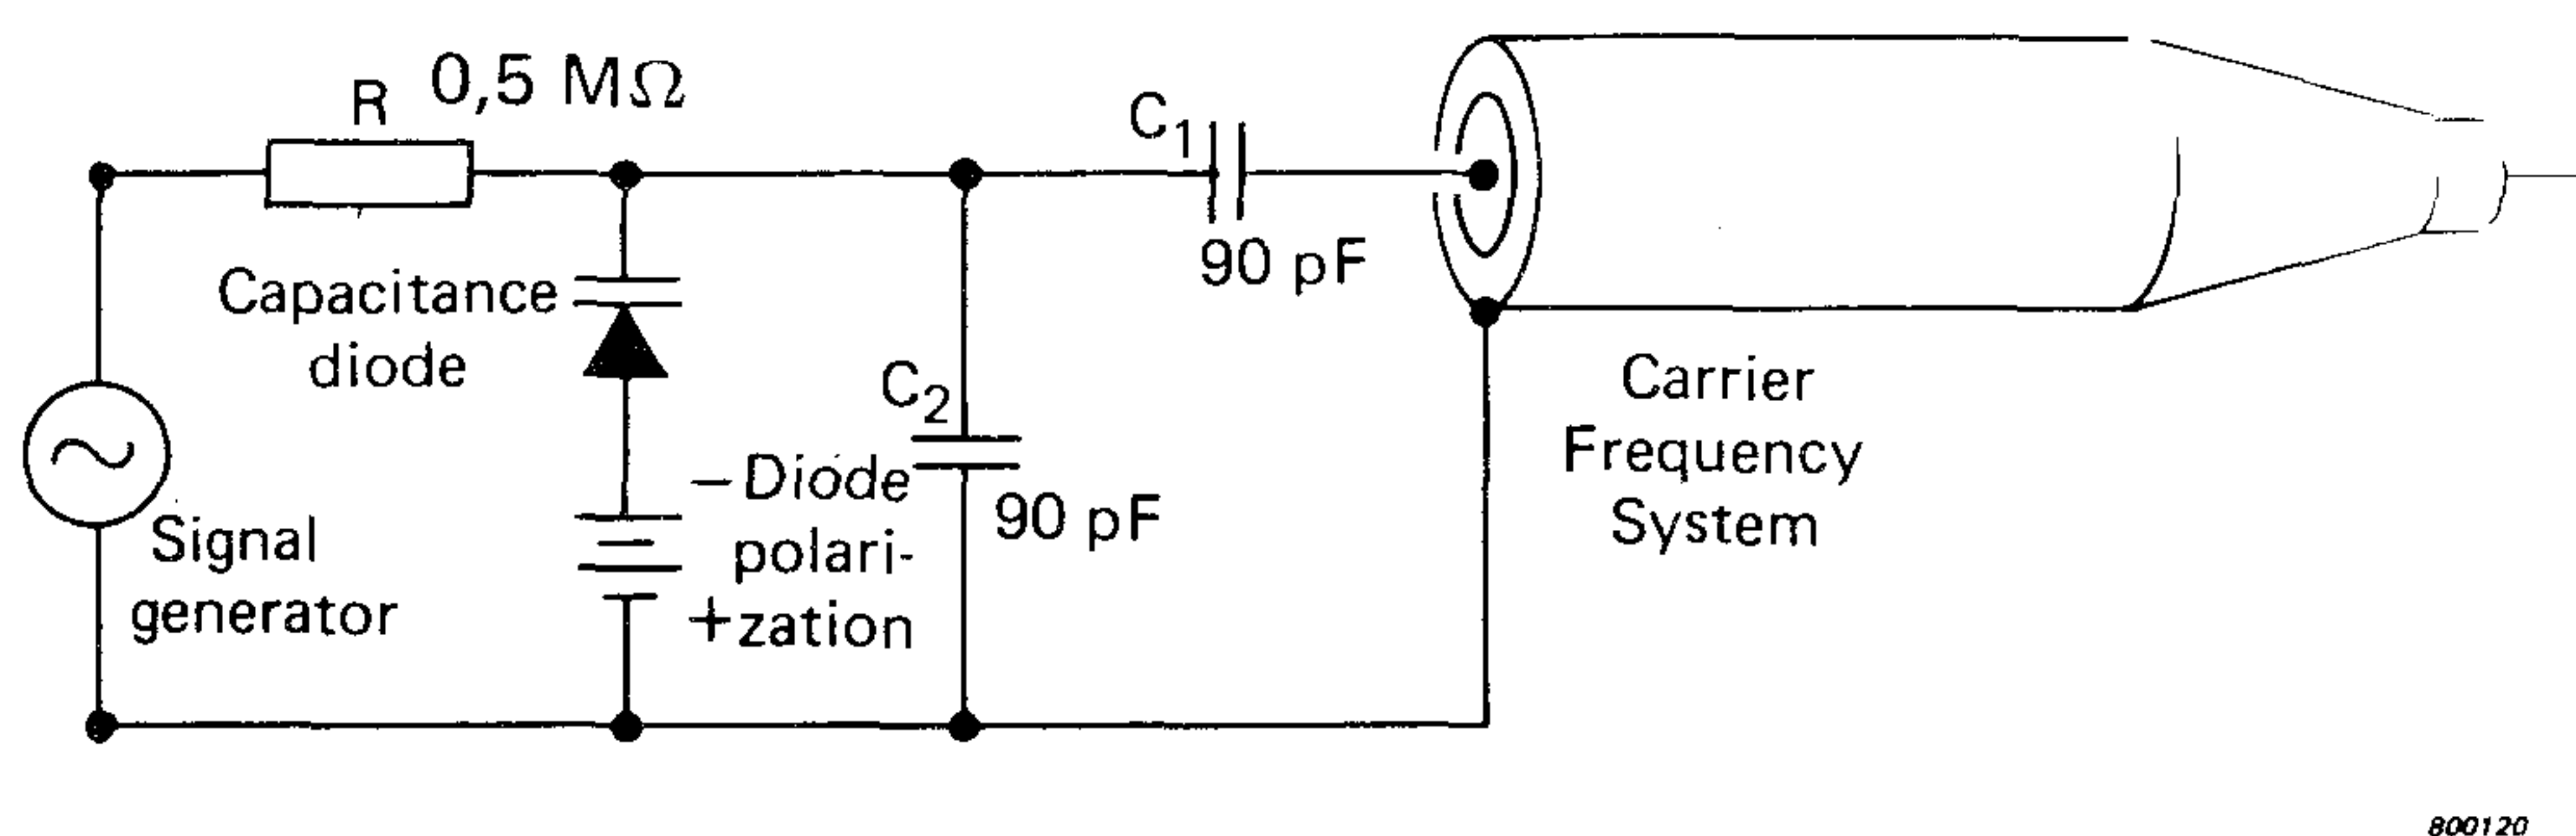 R 0,5 MΩ
C1
90 pF
Capacitance
diode
C2
90 pF
– Diode
polari-
+zation
Signal
generator
Carrier
Frequency
System
800120